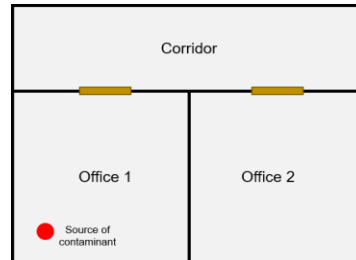 Corridor
Office 1
Office 2
Source of
contaminant